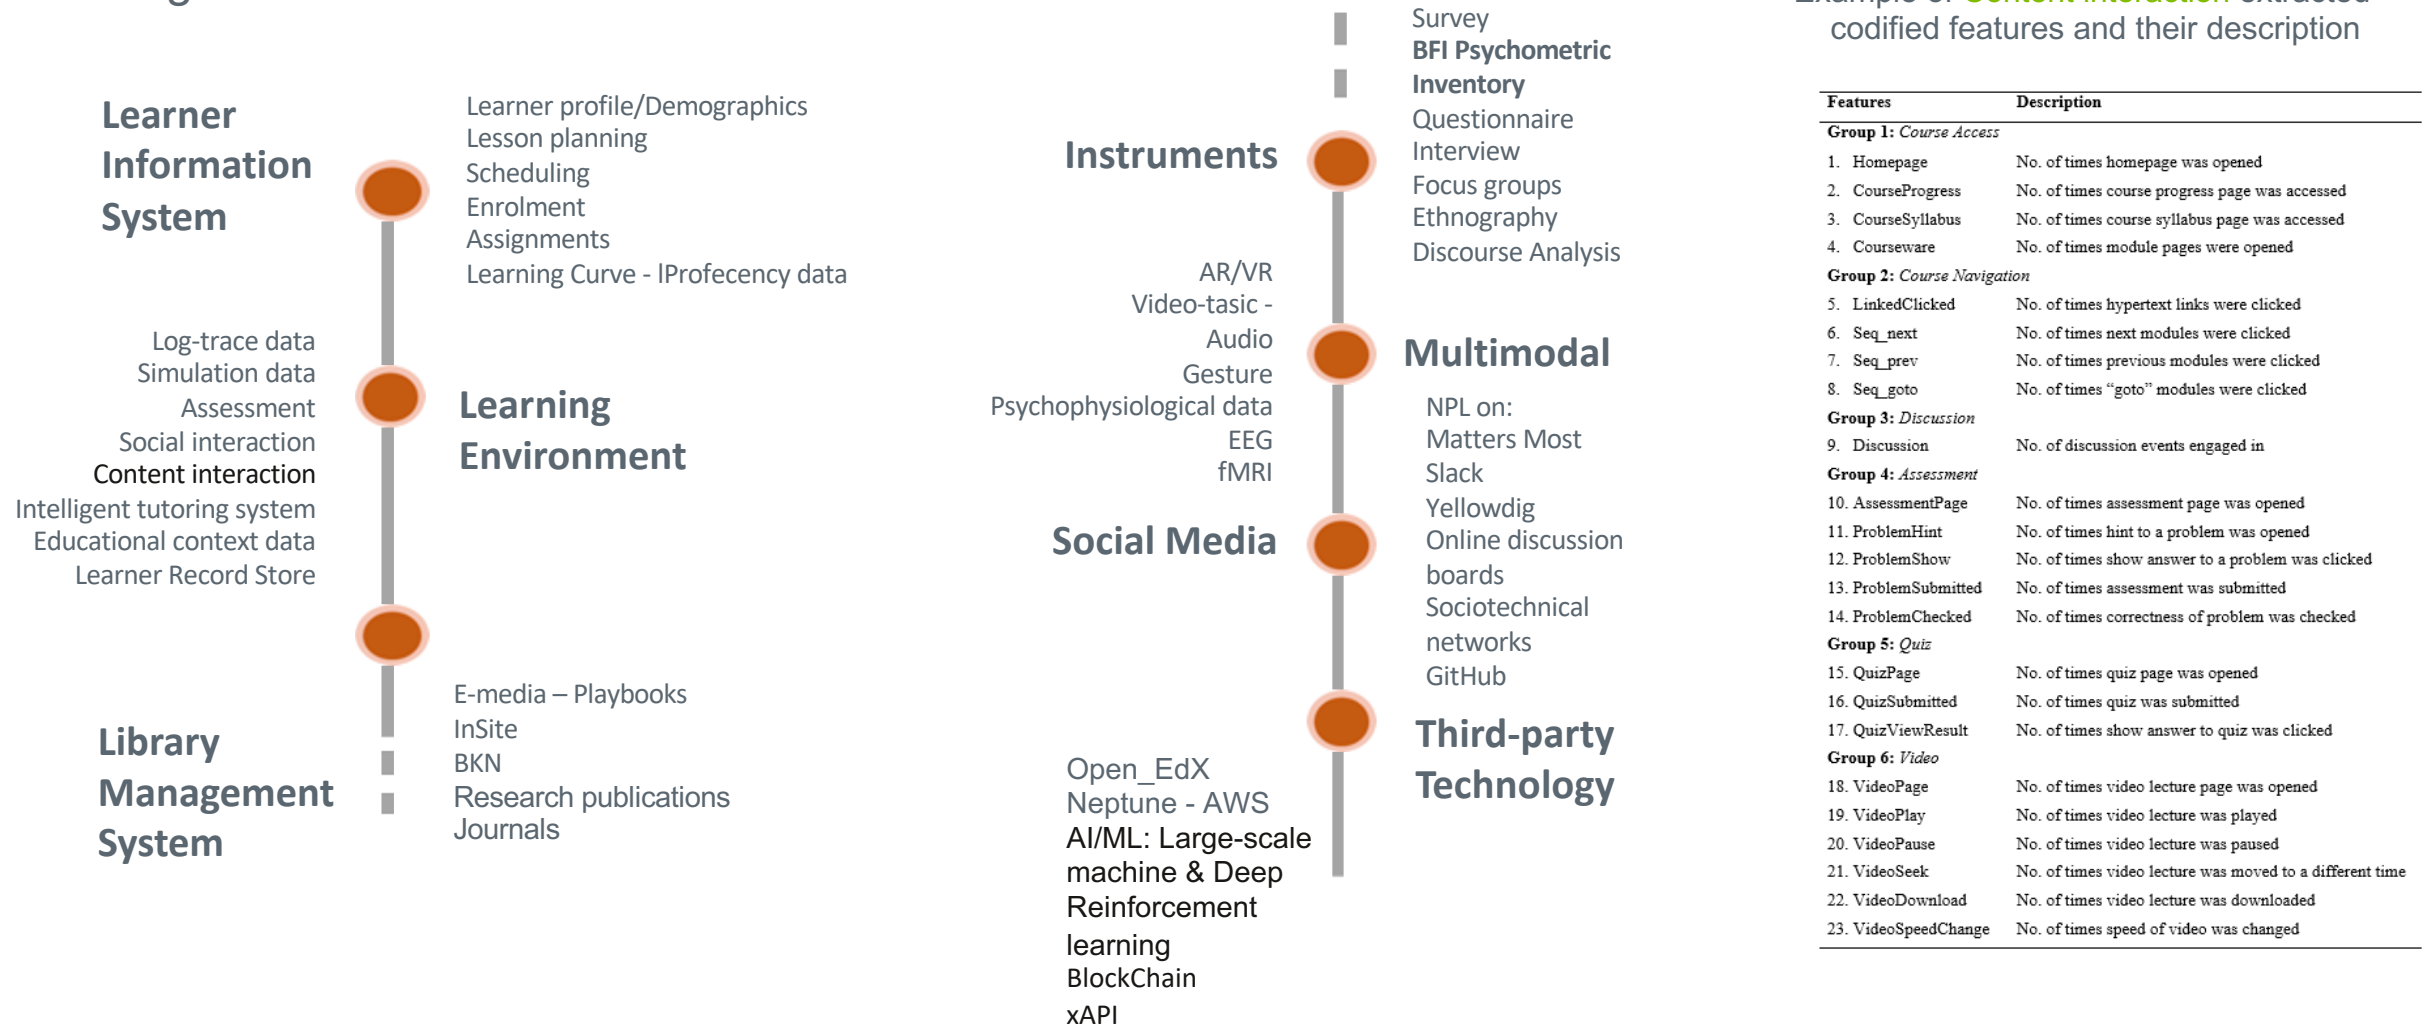 Learner
Information
System
Learner profile/Demographics
Lesson planning
Scheduling
Enrolment
Assignments
Learning Curve - lProfecency data
Log-trace data
Simulation data
Assessment
Social interaction
Content interaction
Intelligent tutoring system
Educational context data
Learner Record Store
Learning
Environment
Library
Management
System
E-media – Playbooks
InSite
BKN
Research publications
Journals
Survey
BFI Psychometric
Inventory
Questionnaire
Interview
Focus groups
Ethnography
Discourse Analysis
Instruments
AR/VR
Video-tasic -
Audio
Gesture
Psychophysiological data
EEG
fMRI
Multimodal
Social Media
NPL on:
Matters Most
Slack
Yellowdig
Online discussion
boards
Sociotechnical
networks
GitHub
Third-party
Technology
Open_EdX
Neptune - AWS
AI/ML: Large-scale
machine & Deep
Reinforcement
learning
BlockChain
xAPI
Example of Content interaction extracted
codified features and their description
Features Description
Group 1: Course Access
1. Homepage No. of times homepage was opened
2. CourseProgress No. of times course progress page was accessed
3. CourseSyllabus No. of times course syllabus page was accessed
4. Courseware No. of times module pages were opened
Group 2: Course Navigation
5. LinkedClicked No. of times hypertext links were clicked
6. Seq_next No. of times next modules were clicked
7. Seq_prev No. of times previous modules were clicked
8. Seq_goto No. of times “goto” modules were clicked
Group 3: Discussion
9. Discussion No. of discussion events engaged in
Group 4: Assessment
10. AssessmentPage No. of times assessment page was opened
11. ProblemHint No. of times hint to a problem was opened
12. ProblemShow No. of times show answer to a problem was clicked
13. ProblemSubmitted No. of times assessment was submitted
14. ProblemChecked No. of times correctness of problem was checked
Group 5: Quiz
15. QuizPage No. of times quiz page was opened
16. QuizSubmitted No. of times quiz was submitted
17. QuizViewResult No. of times show answer to quiz was clicked
Group 6: Video
18. VideoPage No. of times video lecture page was opened
19. VideoPlay No. of times video lecture was played
20. VideoPause No. of times video lecture was paused
21. VideoSeek No. of times video lecture was moved to a different time
22. VideoDownload No. of times video lecture was downloaded
23. VideoSpeedChange No. of times speed of video was changed